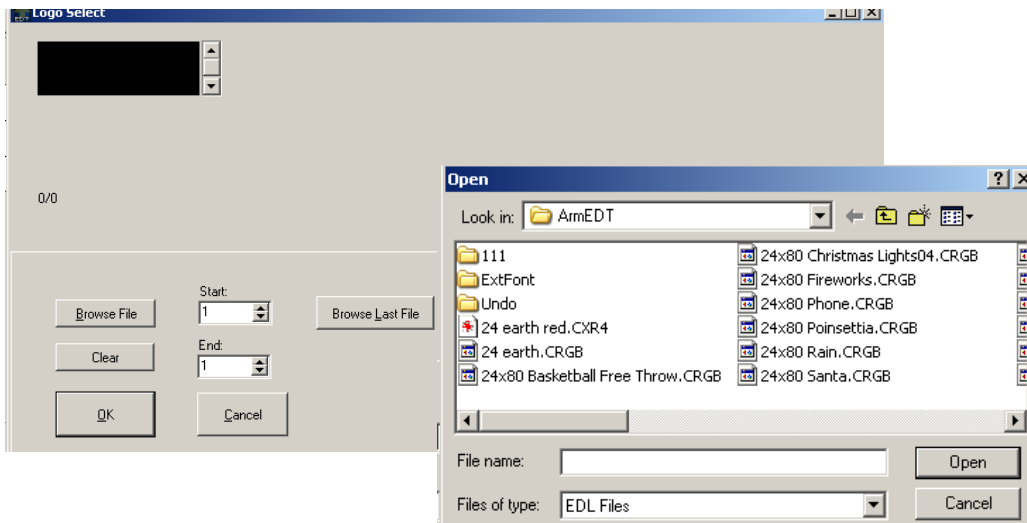 EDT Logo Select
0/0
Browse File
Clear
OK
Start:
1
End:
1
Cancel
Browse Last File
Open
Look in: ArmEDT
111
ExtFont
Undo
24 earth red.CXR4
24 earth.CRGB
24x80 Basketball Free Throw.CRGB
24x80 Christmas Lights04.CRGB
24x80 Fireworks.CRGB
24x80 Phone.CRGB
24x80 Poinsettia.CRGB
24x80 Rain.CRGB
24x80 Santa.CRGB
File name:
Open
Files of type: EDL Files
Cancel